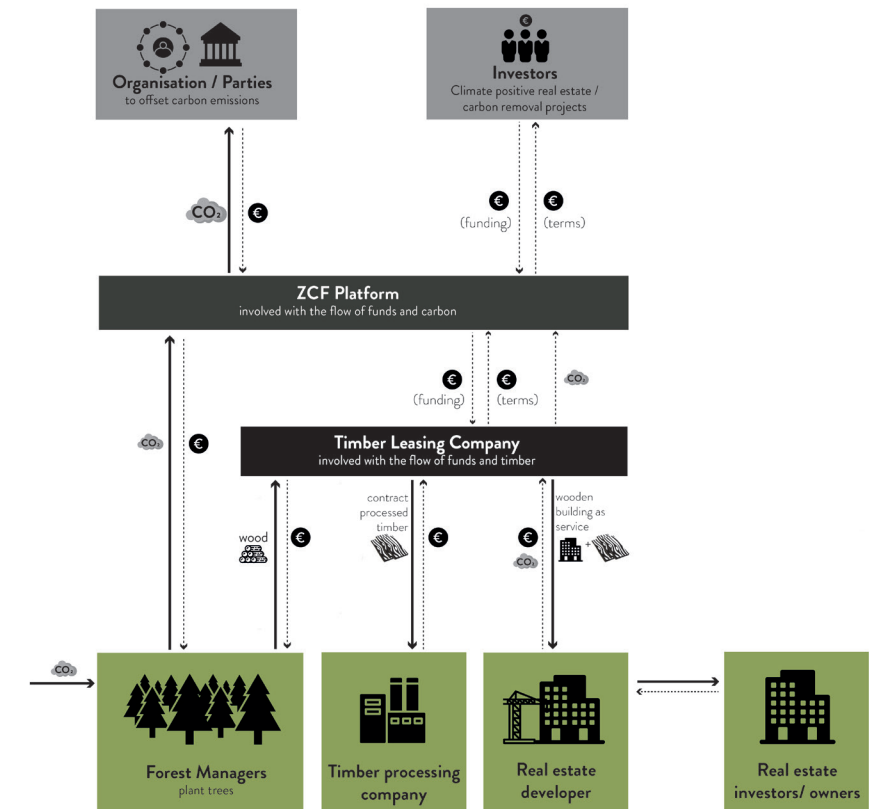 Organisation / Parties
to offset carbon emissions
€
Investors
Climate positive real estate /
carbon removal projects
CO₂
€
€
(funding)
€
(terms)
ZCF Platform
involved with the flow of funds and carbon
€
(funding)
€
(terms)
CO₂
CO₂
€
Timber Leasing Company
involved with the flow of funds and timber
wood
€
contract
processed
timber
€
€
CO₂
wooden
building as
service
+
CO₂
Forest Managers
plant trees
Timber processing
company
Real estate
developer
Real estate
investors/ owners